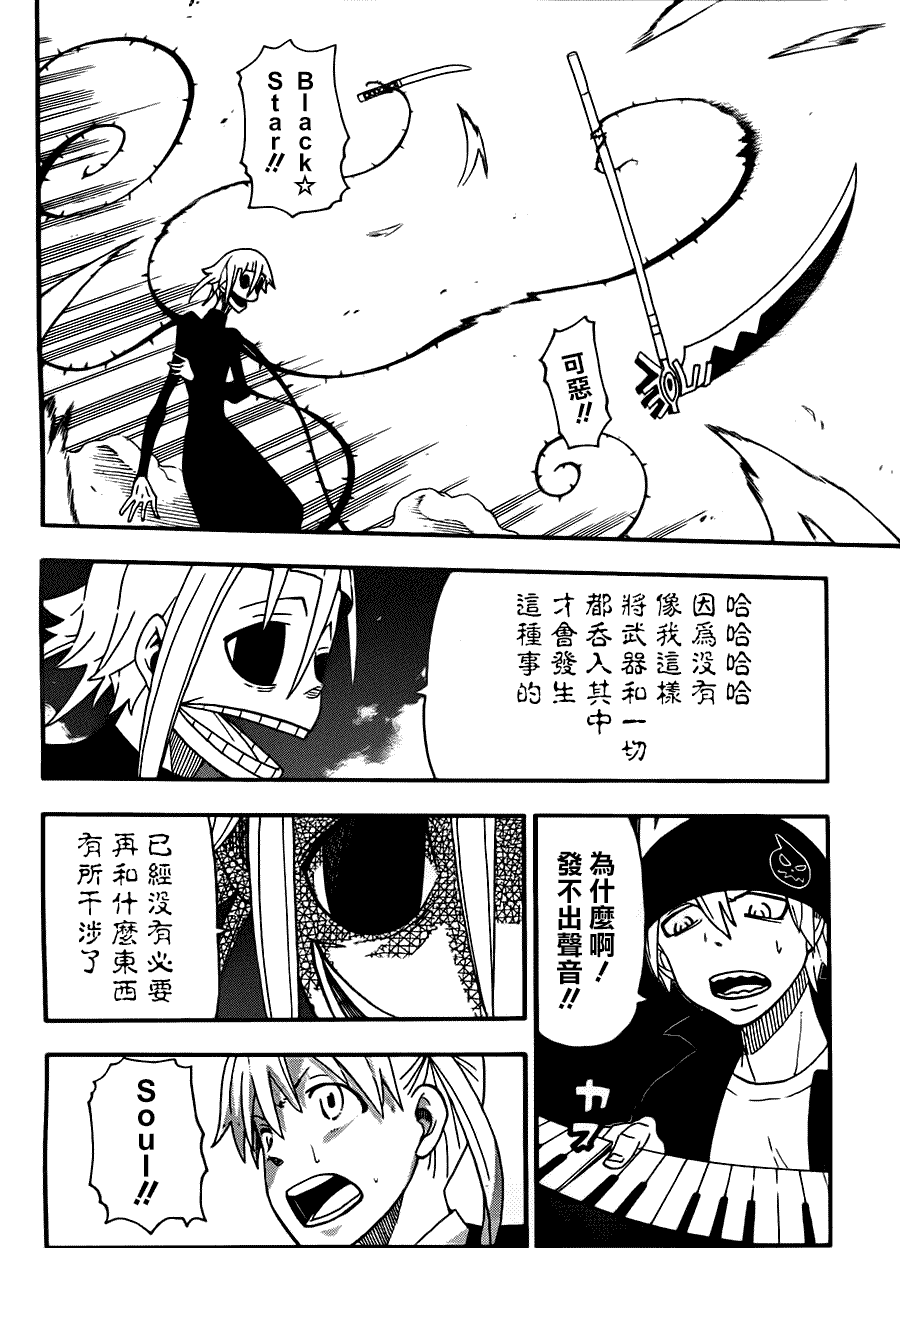 Black☆
Star!!
可惡!!
哈哈哈哈
因爲没有
像我這樣
將武器和一切
都吞入其中
才會發生
這種事的
為什麼啊!
發不出聲音!!
カス
已經没有必要
再和什麼東西
有所干涉了
Soul!!